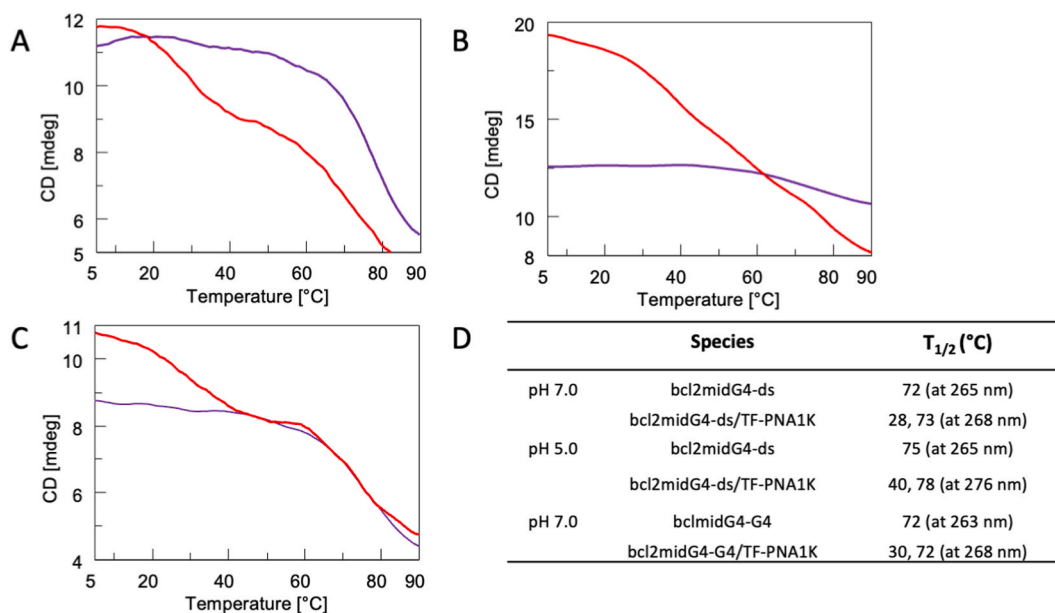 A
12
11
10
9
8
7
6
5
CD [mdeg]
5 20 40 60 80 90
Temperature [°C]
B
20
15
10
8
CD [mdeg]
5 20 40 60 80 90
Temperature [°C]
C
11
10
8
6
4
CD [mdeg]
5 20 40 60 80 90
Temperature [°C]
D
Species T1/2 (°C)
pH 7.0 bcl2midG4-ds 72 (at 265 nm)
bcl2midG4-ds/TF-PNA1K 28, 73 (at 268 nm)
pH 5.0 bcl2midG4-ds 75 (at 265 nm)
bcl2midG4-ds/TF-PNA1K 40, 78 (at 276 nm)
pH 7.0 bclmidG4-G4 72 (at 263 nm)
bcl2midG4-G4/TF-PNA1K 30, 72 (at 268 nm)